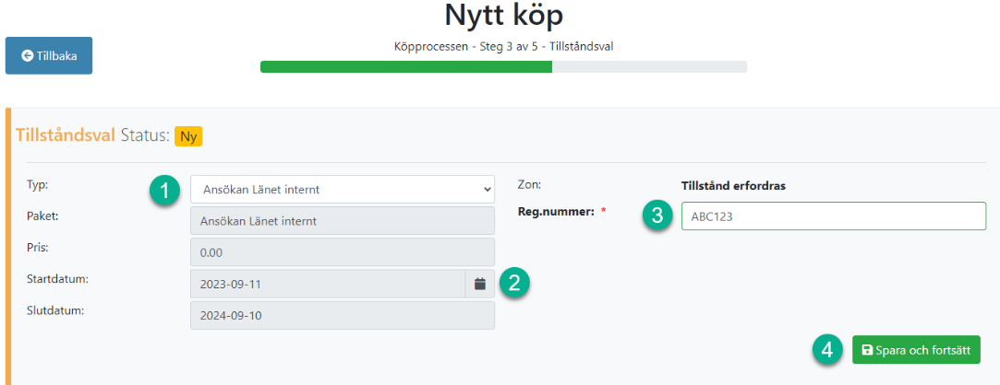 Nytt köp
Köpprocessen - Steg 3 av 5 - Tillståndsval
Tillbaka
Tillståndsval Status: Ny
Typ: 1 Ansökan Länet internt
Paket: Ansökan Länet internt
Pris: 0.00
Startdatum: 2023-09-11 2
Slutdatum: 2024-09-10
Zon: Tillstånd erfordras
Reg.nummer: * 3 ABC123
4 Spara och fortsätt